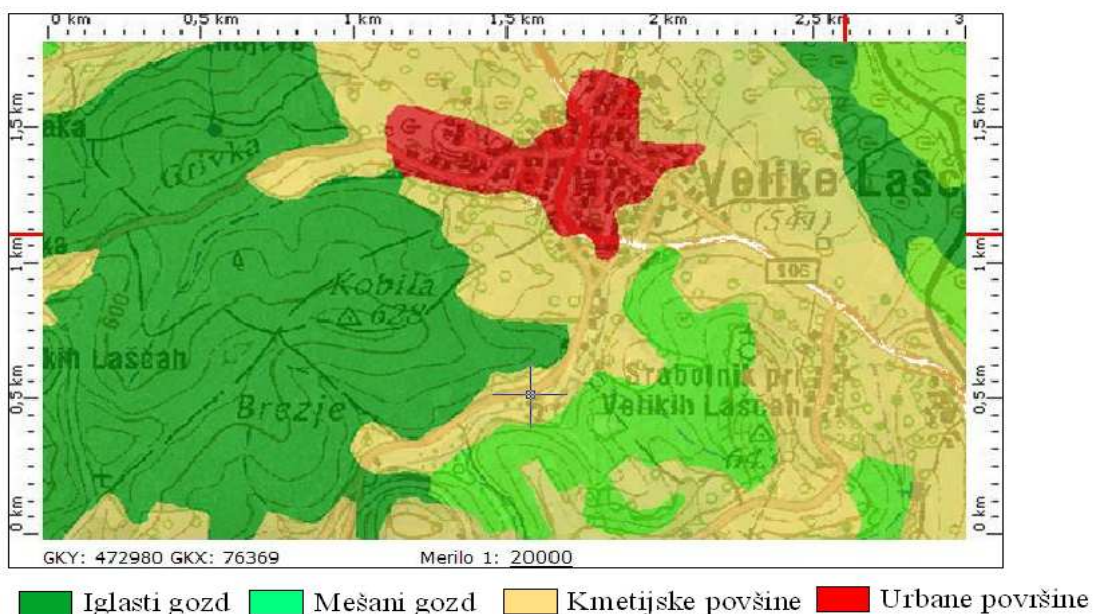 0 km 0,5 km 1 km 1,5 km 2 km 2,5 km 3
1,5 km 1,5 km
Grivka
Velike Lašč
(541)
1 km 1 km
106
Kobila
628
600
kih Laščah
Srabotnik pri
Velikih Laščah
0,5 km 0,5 km
Brezje
0 km 0 km
GKY: 472980 GKX: 76369 Merilo 1: 20000
Iglasti gozd Mešani gozd Kmetijske povšine Urbane površine